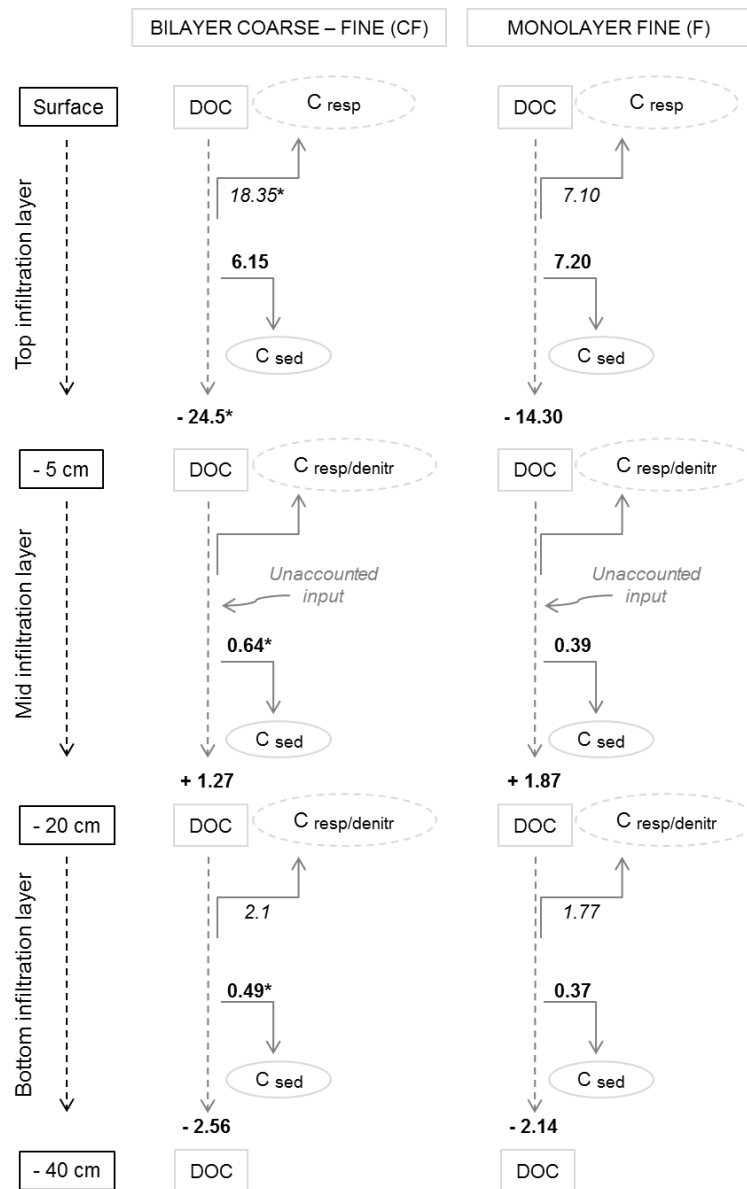 BILAYER COARSE – FINE (CF)
MONOLAYER FINE (F)
Surface
DOC
C resp
DOC
C resp
Top infiltration layer
18.35*
7.10
6.15
7.20
C sed
C sed
- 24.5*
- 14.30
- 5 cm
DOC
C resp/denitr
DOC
C resp/denitr
Mid infiltration layer
Unaccounted
input
Unaccounted
input
0.64*
0.39
C sed
C sed
+ 1.27
+ 1.87
- 20 cm
DOC
C resp/denitr
DOC
C resp/denitr
Bottom infiltration layer
2.1
1.77
0.49*
0.37
C sed
C sed
- 2.56
- 2.14
- 40 cm
DOC
DOC